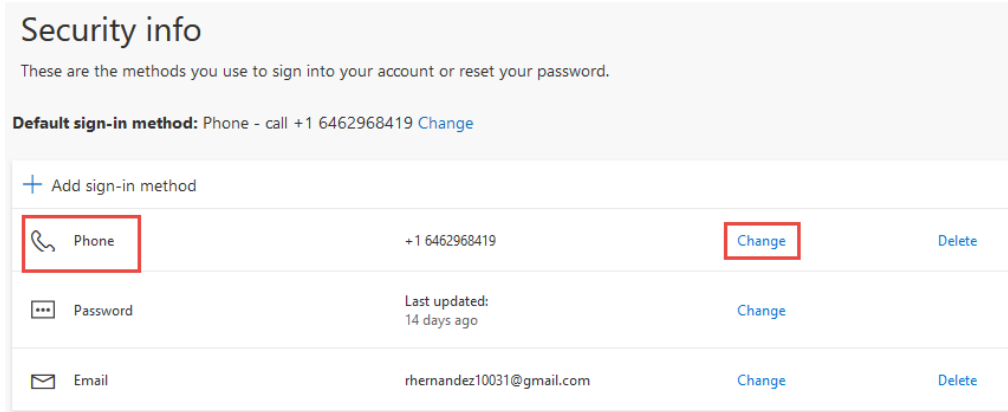 Security info
These are the methods you use to sign into your account or reset your password.
Default sign-in method: Phone - call +1 6462968419 Change
+ Add sign-in method
Phone +1 6462968419 Change Delete
Password Last updated: Change
14 days ago
Email rhernandez10031@gmail.com Change Delete